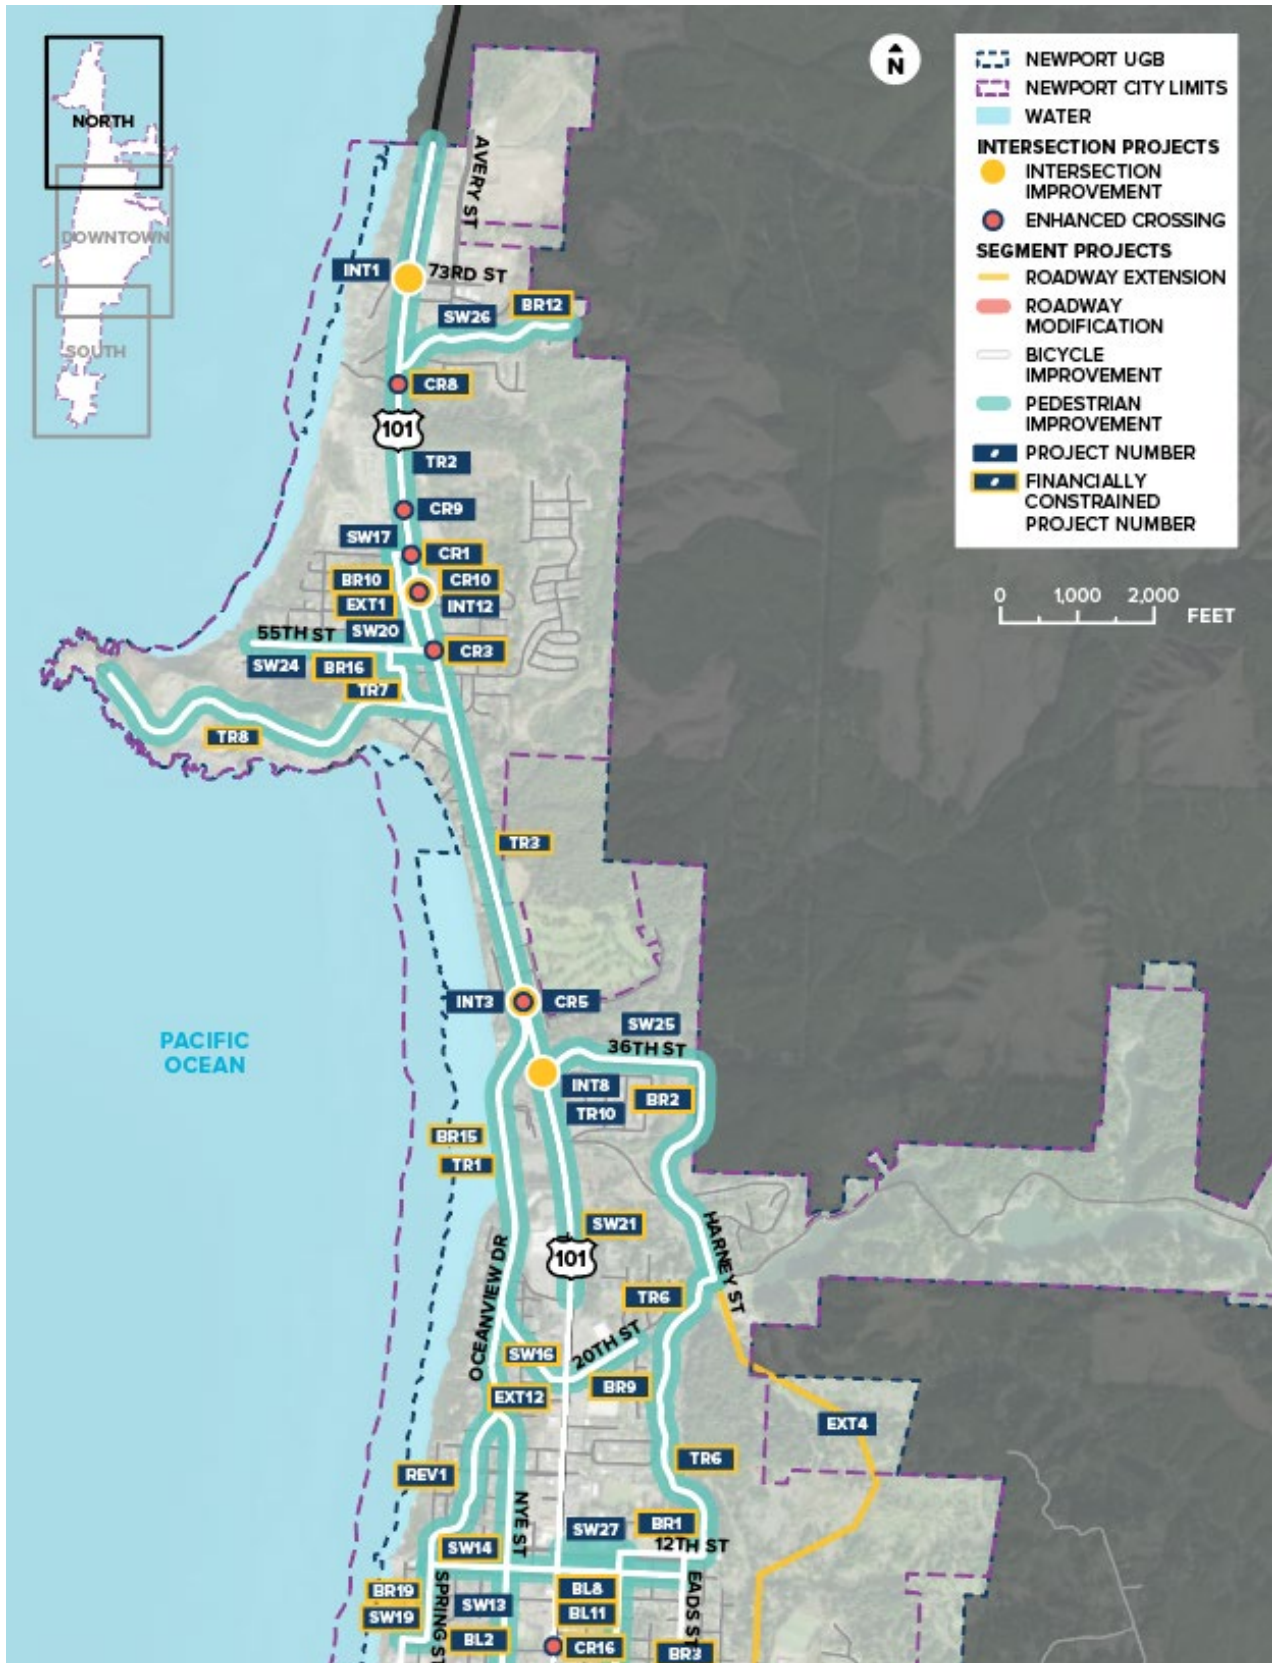 NORTH
DOWNTOWN
SOUTH
N
NEWPORT UGB
NEWPORT CITY LIMITS
WATER
INTERSECTION PROJECTS
INTERSECTION
IMPROVEMENT
ENHANCED CROSSING
SEGMENT PROJECTS
ROADWAY EXTENSION
ROADWAY
MODIFICATION
BICYCLE
IMPROVEMENT
PEDESTRIAN
IMPROVEMENT
PROJECT NUMBER
FINANCIALLY
CONSTRAINED
PROJECT NUMBER
0 1,000 2,000
FEET
AVERY ST
INT1
73RD ST
BR12
SW26
CR8
101
TR2
CR9
SW17
CR1
BR10
CR10
EXT1
INT12
55TH ST
SW20
CR3
SW24
BR16
TR7
TR8
TR3
INT3
CR5
SW25
36TH ST
PACIFIC
OCEAN
INT8
BR2
TR10
BR15
TR1
HARNEY ST
SW21
101
OCEANVIEW DR
TR6
20TH ST
SW16
BR9
EXT12
EXT4
TR6
REV1
NYE ST
BR1
SW27
12TH ST
SW14
BR19
SPRING ST
BL8
EADS ST
SW13
SW19
BL11
BL2
CR16
BR3